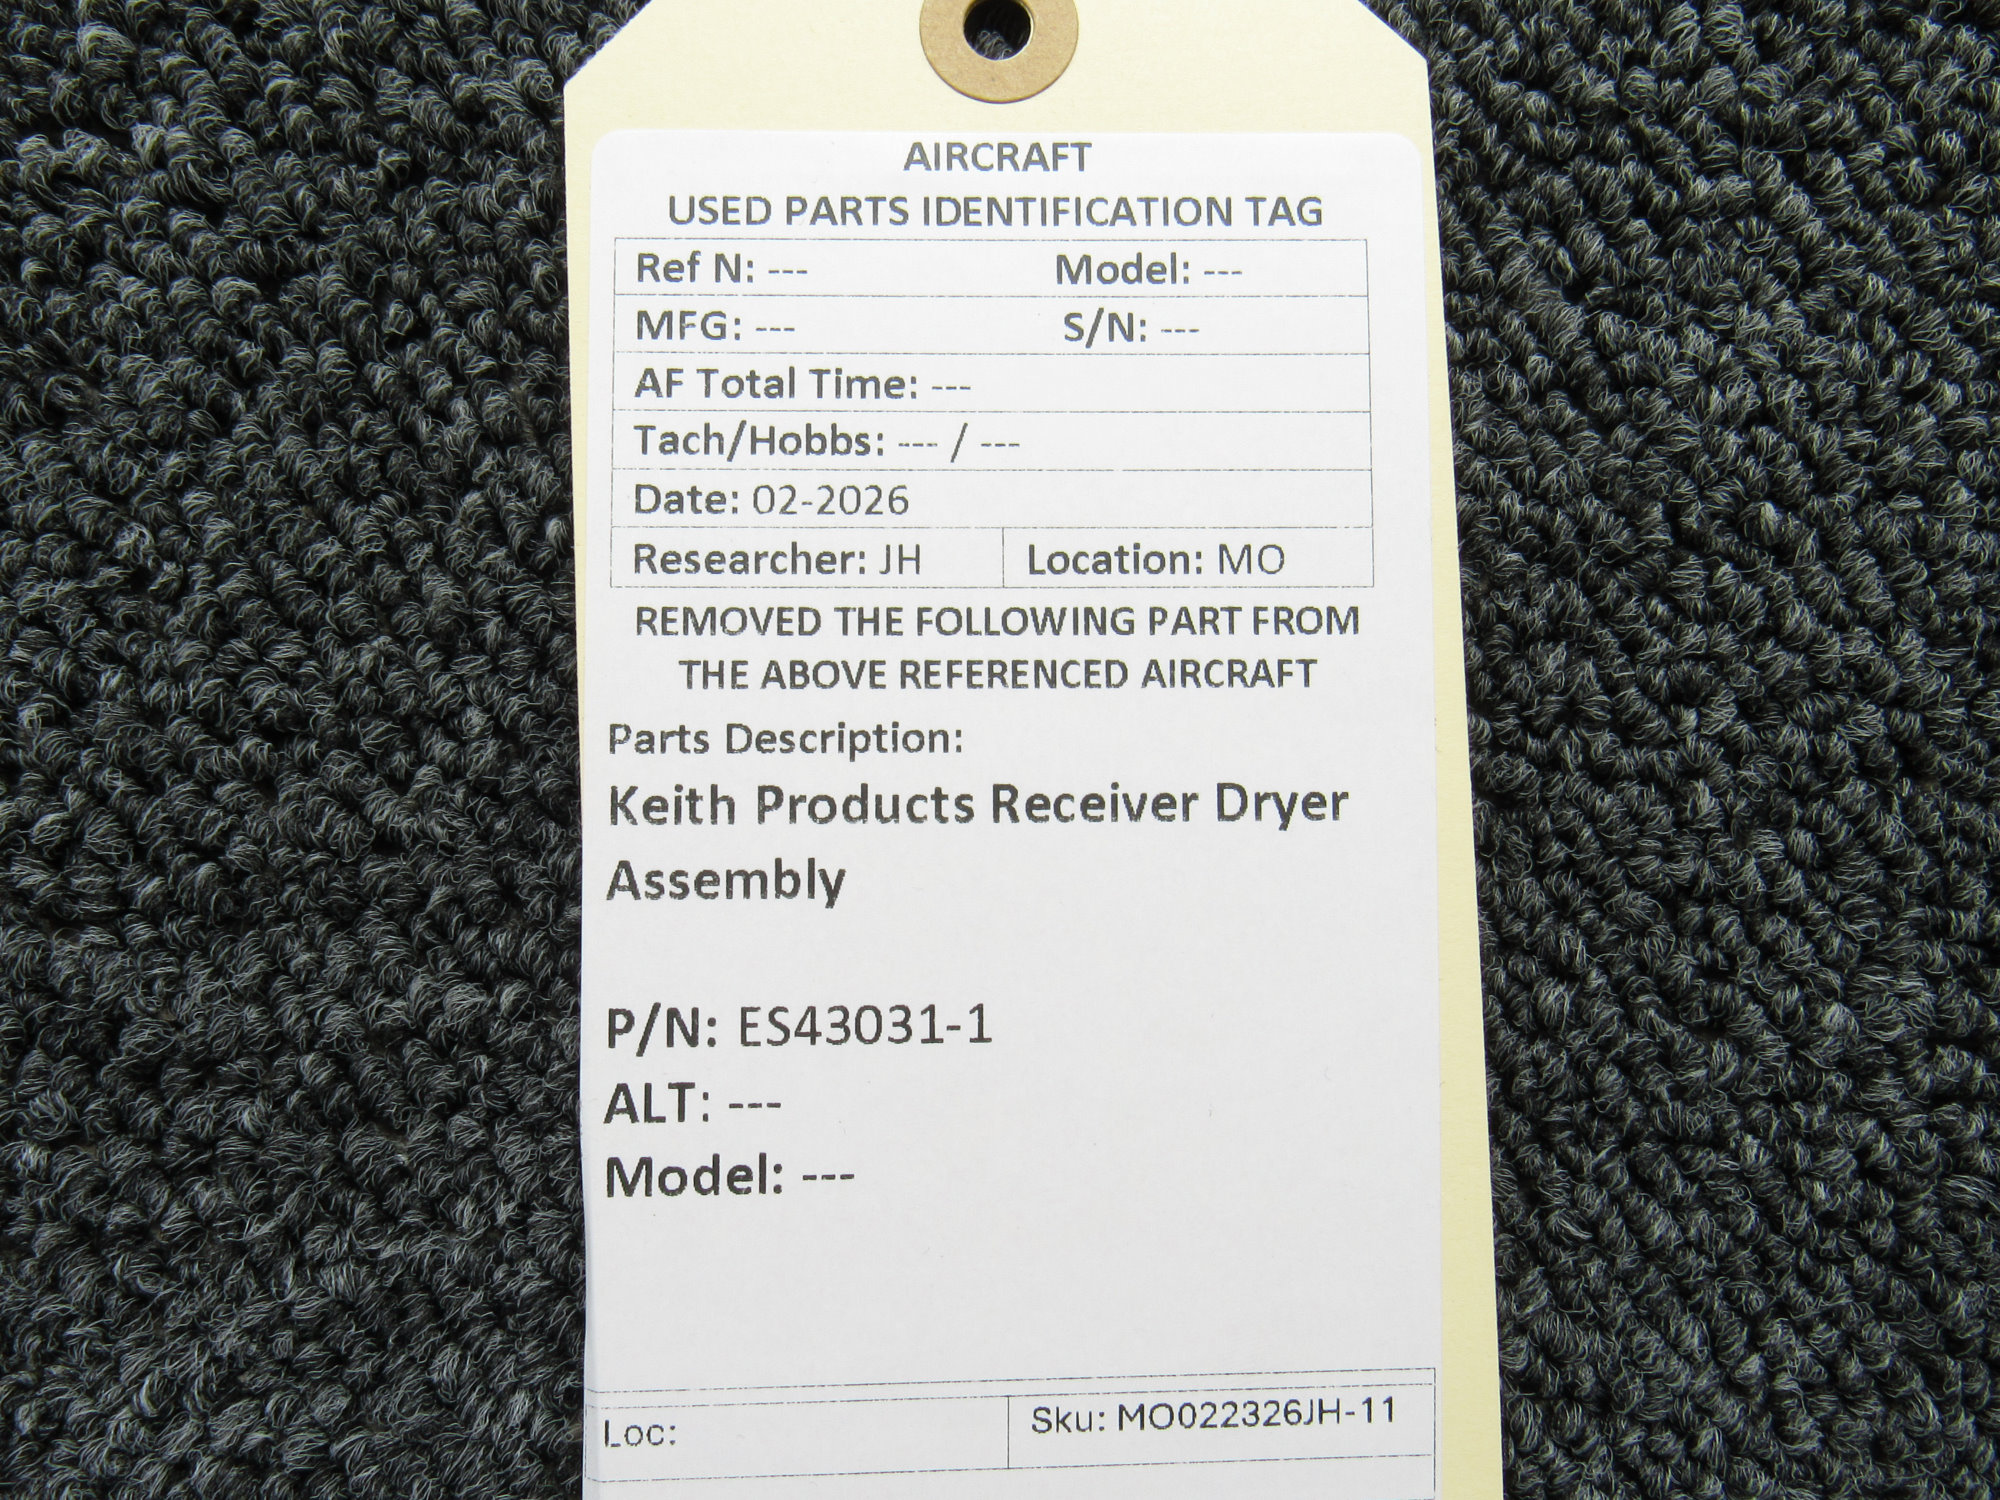 AIRCRAFT
USED PARTS IDENTIFICATION TAG
Ref N: --- Model: ---
MFG: --- S/N: ---
AF Total Time: ---
Tach/Hobbs: --- / ---
Date: 02-2026
Researcher: JH Location: MO
REMOVED THE FOLLOWING PART FROM
THE ABOVE REFERENCED AIRCRAFT
Parts Description:
Keith Products Receiver Dryer
Assembly
P/N: ES43031-1
ALT: ---
Model: ---
Loc: Sku: MO022326JH-11